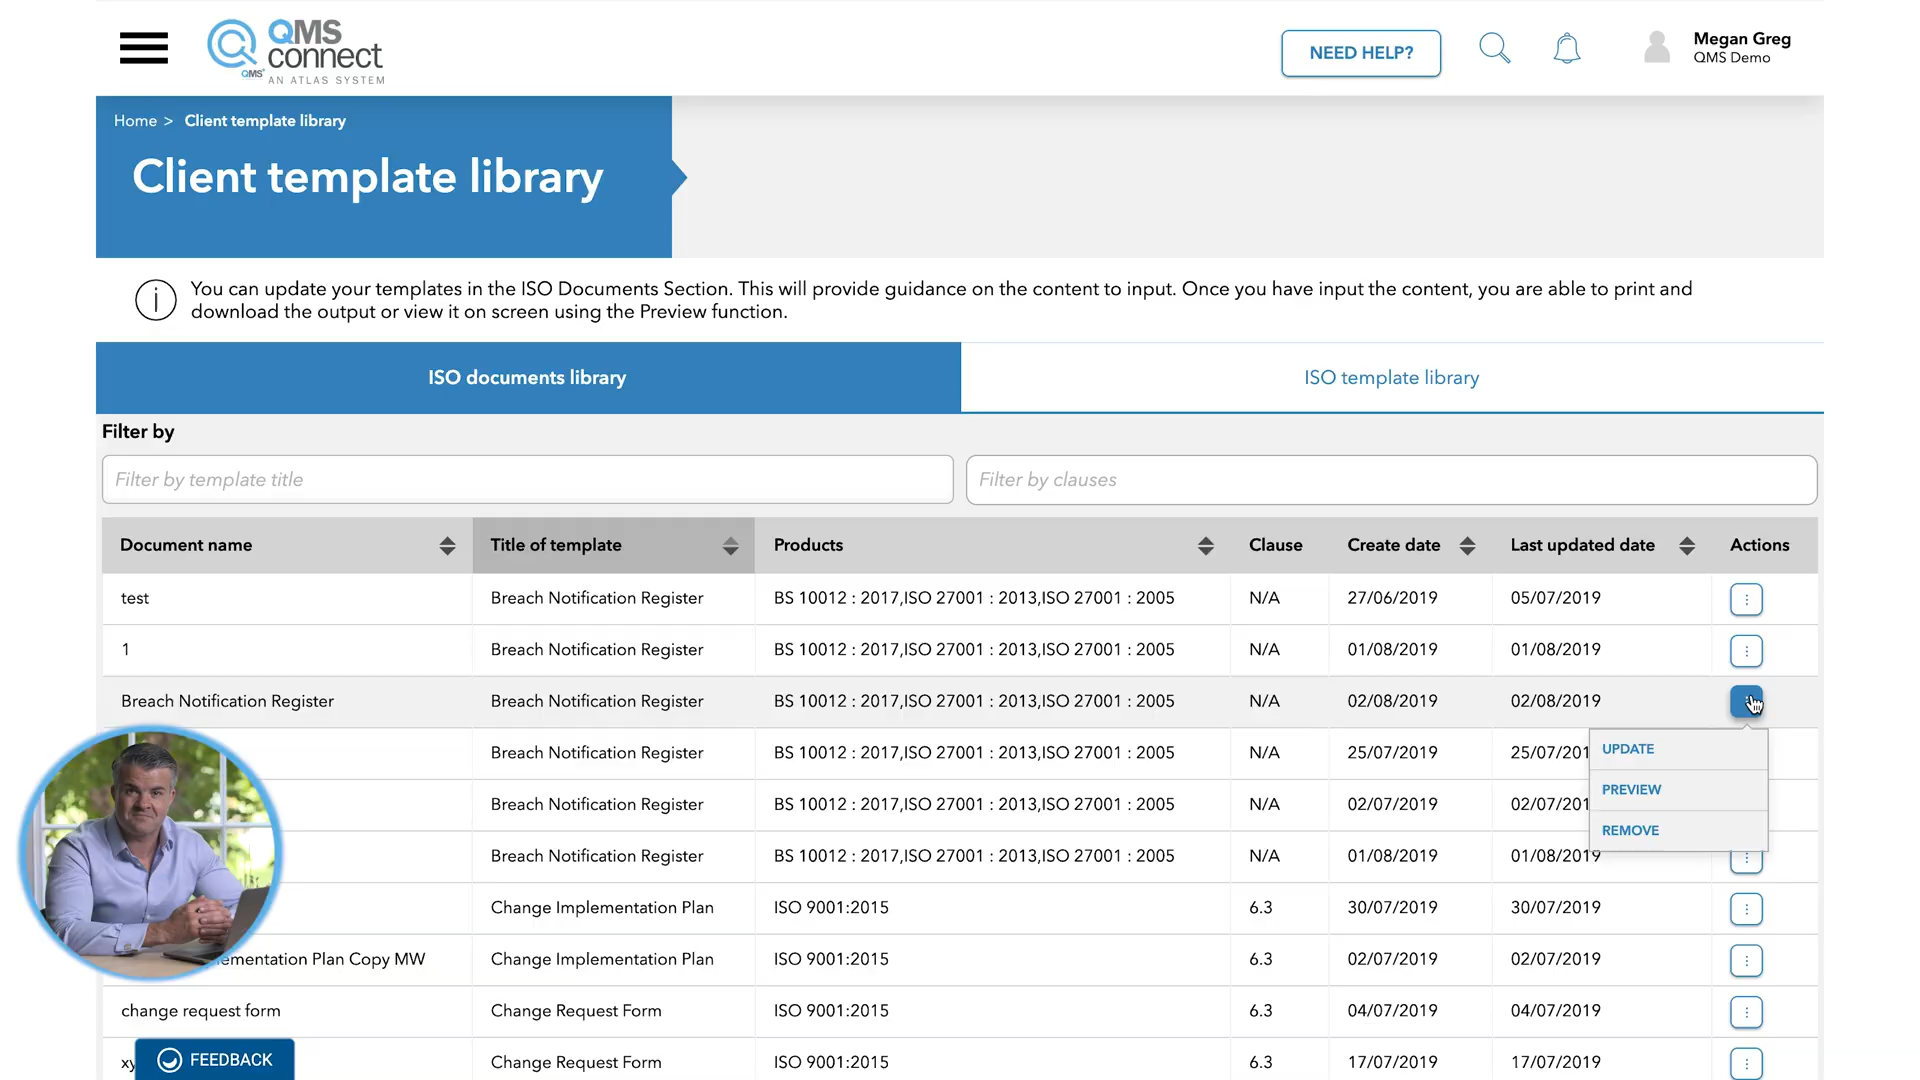 QMS
connect
QMS
AN ATLAS SYSTEM
NEED HELP?
Megan Greg
QMS Demo
Home > Client template library
Client template library
You can update your templates in the ISO Documents Section. This will provide guidance on the content to input. Once you have input the content, you are able to print and
download the output or view it on screen using the Preview function.
ISO documents library ISO template library
Filter by
Filter by template title Filter by clauses
Document name Title of template Products Clause Create date Last updated date Actions
test Breach Notification Register BS 10012 : 2017,ISO 27001 : 2013,ISO 27001 : 2005 N/A 27/06/2019 05/07/2019
1 Breach Notification Register BS 10012 : 2017,ISO 27001 : 2013,ISO 27001 : 2005 N/A 01/08/2019 01/08/2019
Breach Notification Register Breach Notification Register BS 10012 : 2017,ISO 27001 : 2013,ISO 27001 : 2005 N/A 02/08/2019 02/08/2019
Breach Notification Register BS 10012 : 2017,ISO 27001 : 2013,ISO 27001 : 2005 N/A 25/07/2019 25/07/201
UPDATE
PREVIEW
REMOVE
Breach Notification Register BS 10012 : 2017,ISO 27001 : 2013,ISO 27001 : 2005 N/A 02/07/2019 02/07/201
Breach Notification Register BS 10012 : 2017,ISO 27001 : 2013,ISO 27001 : 2005 N/A 01/08/2019 01/08/2019
Change Implementation Plan ISO 9001:2015 6.3 30/07/2019 30/07/2019
ementation Plan Copy MW Change Implementation Plan ISO 9001:2015 6.3 02/07/2019 02/07/2019
change request form Change Request Form ISO 9001:2015 6.3 04/07/2019 04/07/2019
xy Change Request Form ISO 9001:2015 6.3 17/07/2019 17/07/2019
FEEDBACK